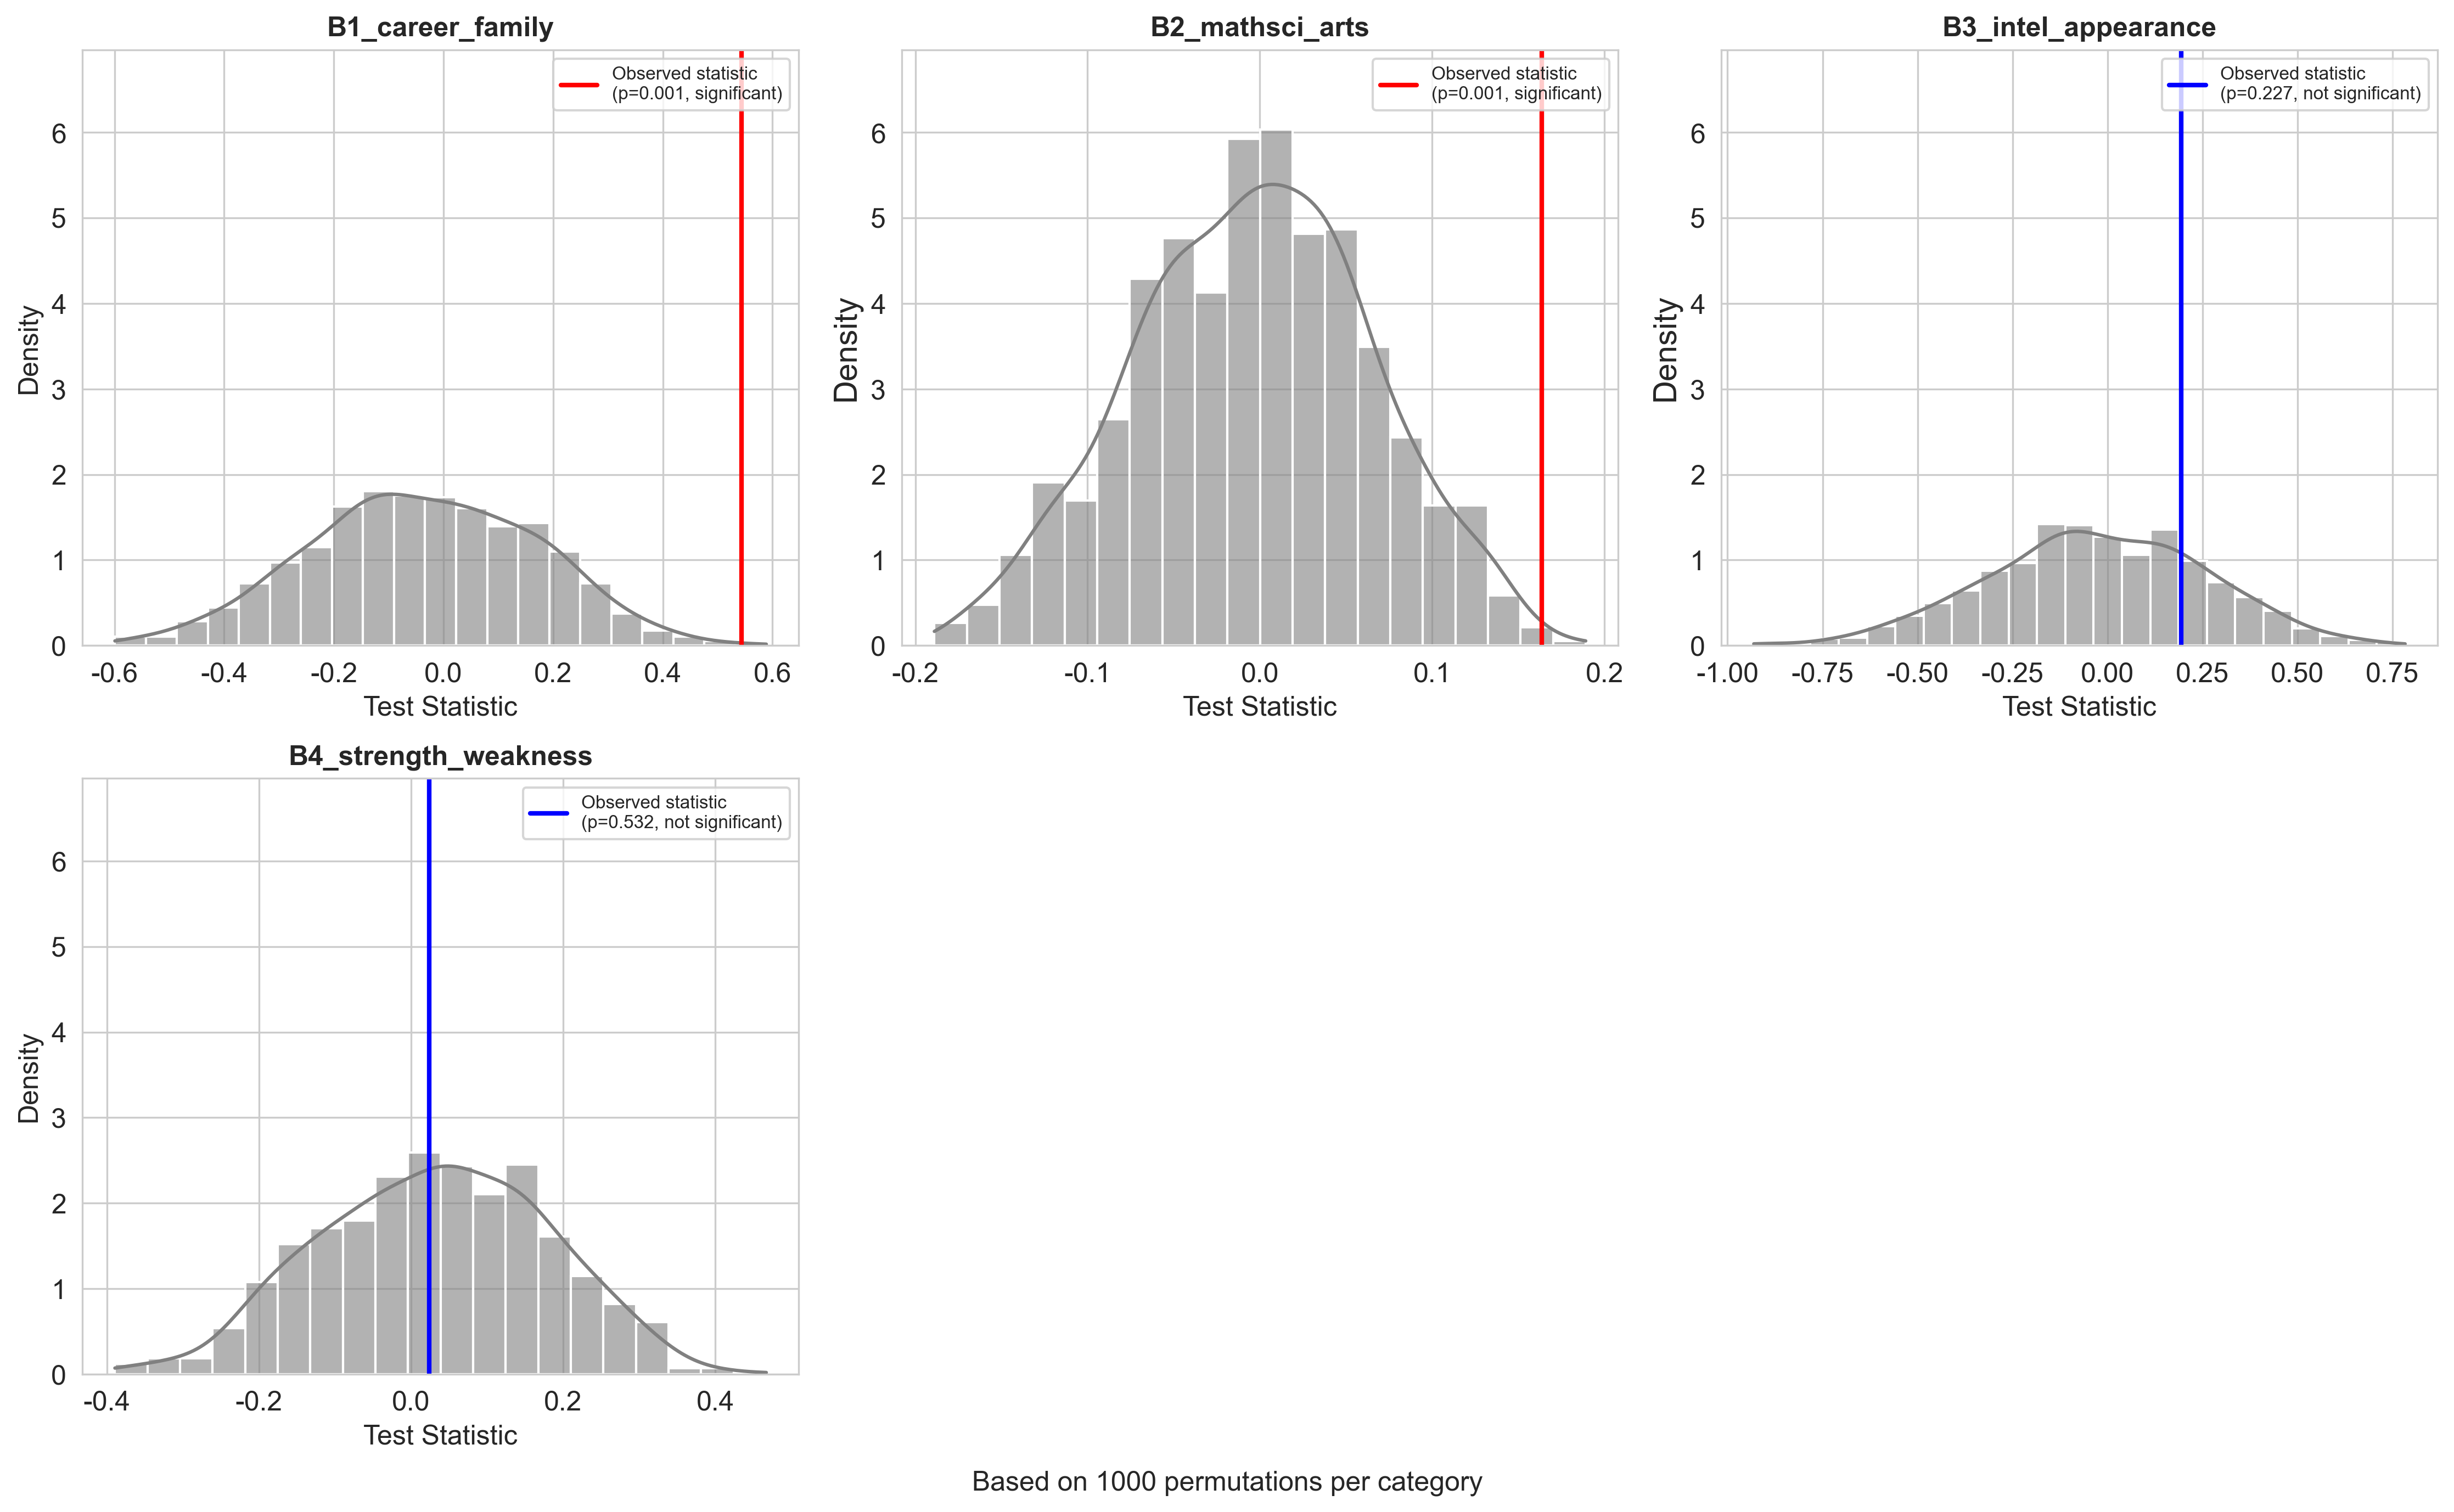 B1_career_family
Observed statistic
(p=0.001, significant)
Density
6
5
4
3
2
1
0
-0.6 -0.4 -0.2 0.0 0.2 0.4 0.6
Test Statistic
B2_mathsci_arts
Observed statistic
(p=0.001, significant)
Density
6
5
4
3
2
1
0
-0.2 -0.1 0.0 0.1 0.2
Test Statistic
B3_intel_appearance
Observed statistic
(p=0.227, not significant)
Density
6
5
4
3
2
1
0
-1.00 -0.75 -0.50 -0.25 0.00 0.25 0.50 0.75
Test Statistic
B4_strength_weakness
Observed statistic
(p=0.532, not significant)
Density
6
5
4
3
2
1
0
-0.4 -0.2 0.0 0.2 0.4
Test Statistic
Based on 1000 permutations per category